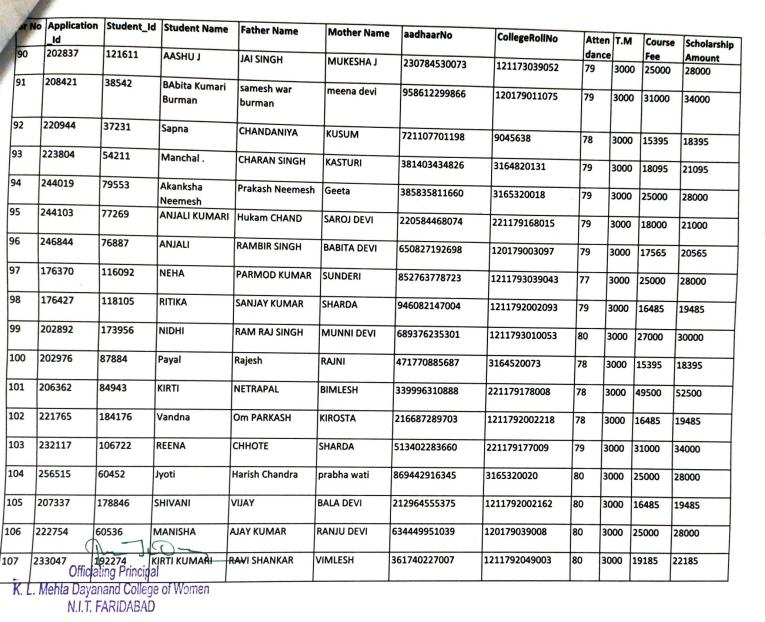 r No Application _Id Student_Id Student Name Father Name Mother Name aadhaarNo CollegeRollNo Atten dance T.M Course Fee Scholarship Amount
90 202837 121611 AASHU J JAI SINGH MUKESHA J 230784530073 121173039052 79 3000 25000 28000
91 208421 38542 BAbita Kumari Burman samesh war burman meena devi 958612299866 120179011075 79 3000 31000 34000
92 220944 37231 Sapna CHANDANIYA KUSUM 721107701198 9045638 78 3000 15395 18395
93 223804 54211 Manchal . CHARAN SINGH KASTURI 381403434826 3164820131 79 3000 18095 21095
94 244019 79553 Akanksha Neemesh Prakash Neemesh Geeta 385835811660 3165320018 79 3000 25000 28000
95 244103 77269 ANJALI KUMARI Hukam CHAND SAROJ DEVI 220584468074 221179168015 79 3000 18000 21000
96 246844 76887 ANJALI RAMBIR SINGH BABITA DEVI 650827192698 120179003097 79 3000 17565 20565
97 176370 116092 NEHA PARMOD KUMAR SUNDERI 852763778723 1211793039043 77 3000 25000 28000
98 176427 118105 RITIKA SANJAY KUMAR SHARDA 946082147004 1211792002093 79 3000 16485 19485
99 202892 173956 NIDHI RAM RAJ SINGH MUNNI DEVI 689376235301 1211793010053 80 3000 27000 30000
100 202976 87884 Payal Rajesh RAJNI 471770885687 3164520073 78 3000 15395 18395
101 206362 84943 KIRTI NETRAPAL BIMLESH 339996310888 221179178008 78 3000 49500 52500
102 221765 184176 Vandna Om PARKASH KIROSTA 216687289703 1211792002218 78 3000 16485 19485
103 232117 106722 REENA CHHOTE SHARDA 513402283660 221179177009 79 3000 31000 34000
104 256515 60452 Jyoti Harish Chandra prabha wati 869442916345 3165320020 80 3000 25000 28000
105 207337 178846 SHIVANI VIJAY BALA DEVI 212964555375 1211792002162 80 3000 16485 19485
106 222754 60536 MANISHA AJAY KUMAR RANJU DEVI 634449951039 120179039008 80 3000 25000 28000
107 233047 192274 KIRTI KUMARI RAVI SHANKAR VIMLESH 361740227007 1211792049003 80 3000 19185 22185
Officiating Principal
K. L. Mehta Dayanand College of Women
N.I.T. FARIDABAD